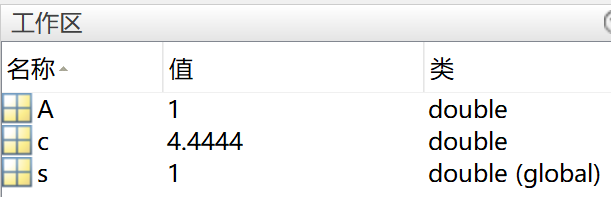 工作区
名称 值 类
A 1 double
c 4.4444 double
s 1 double (global)